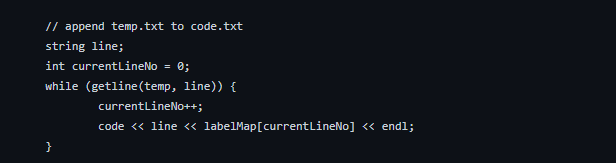 // append temp.txt to code.txt
string line;
int currentLineNo = 0;
while (getline(temp, line)) {
        currentLineNo++;
        code << line << labelMap[currentLineNo] << endl;
}